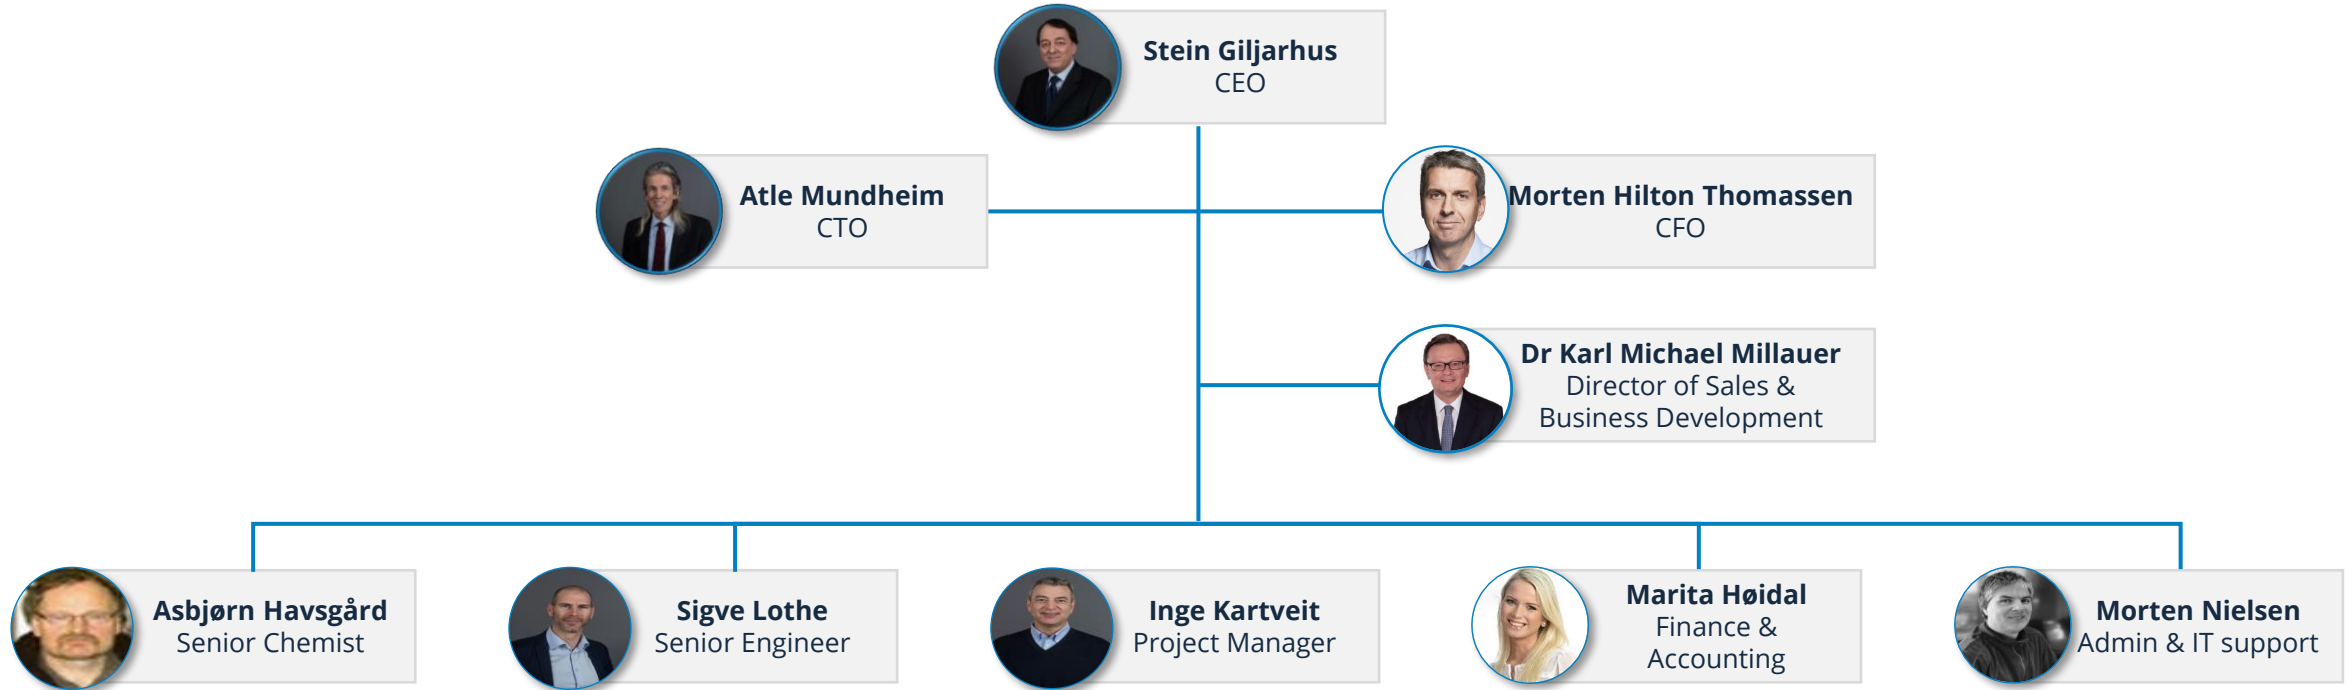 Stein Giljarhus
CEO
Atle Mundheim
CTO
Morten Hilton Thomassen
CFO
Dr Karl Michael Millauer
Director of Sales &
Business Development
Asbjørn Havsgård
Senior Chemist
Sigve Lothe
Senior Engineer
Inge Kartveit
Project Manager
Marita Høidal
Finance &
Accounting
Morten Nielsen
Admin & IT support